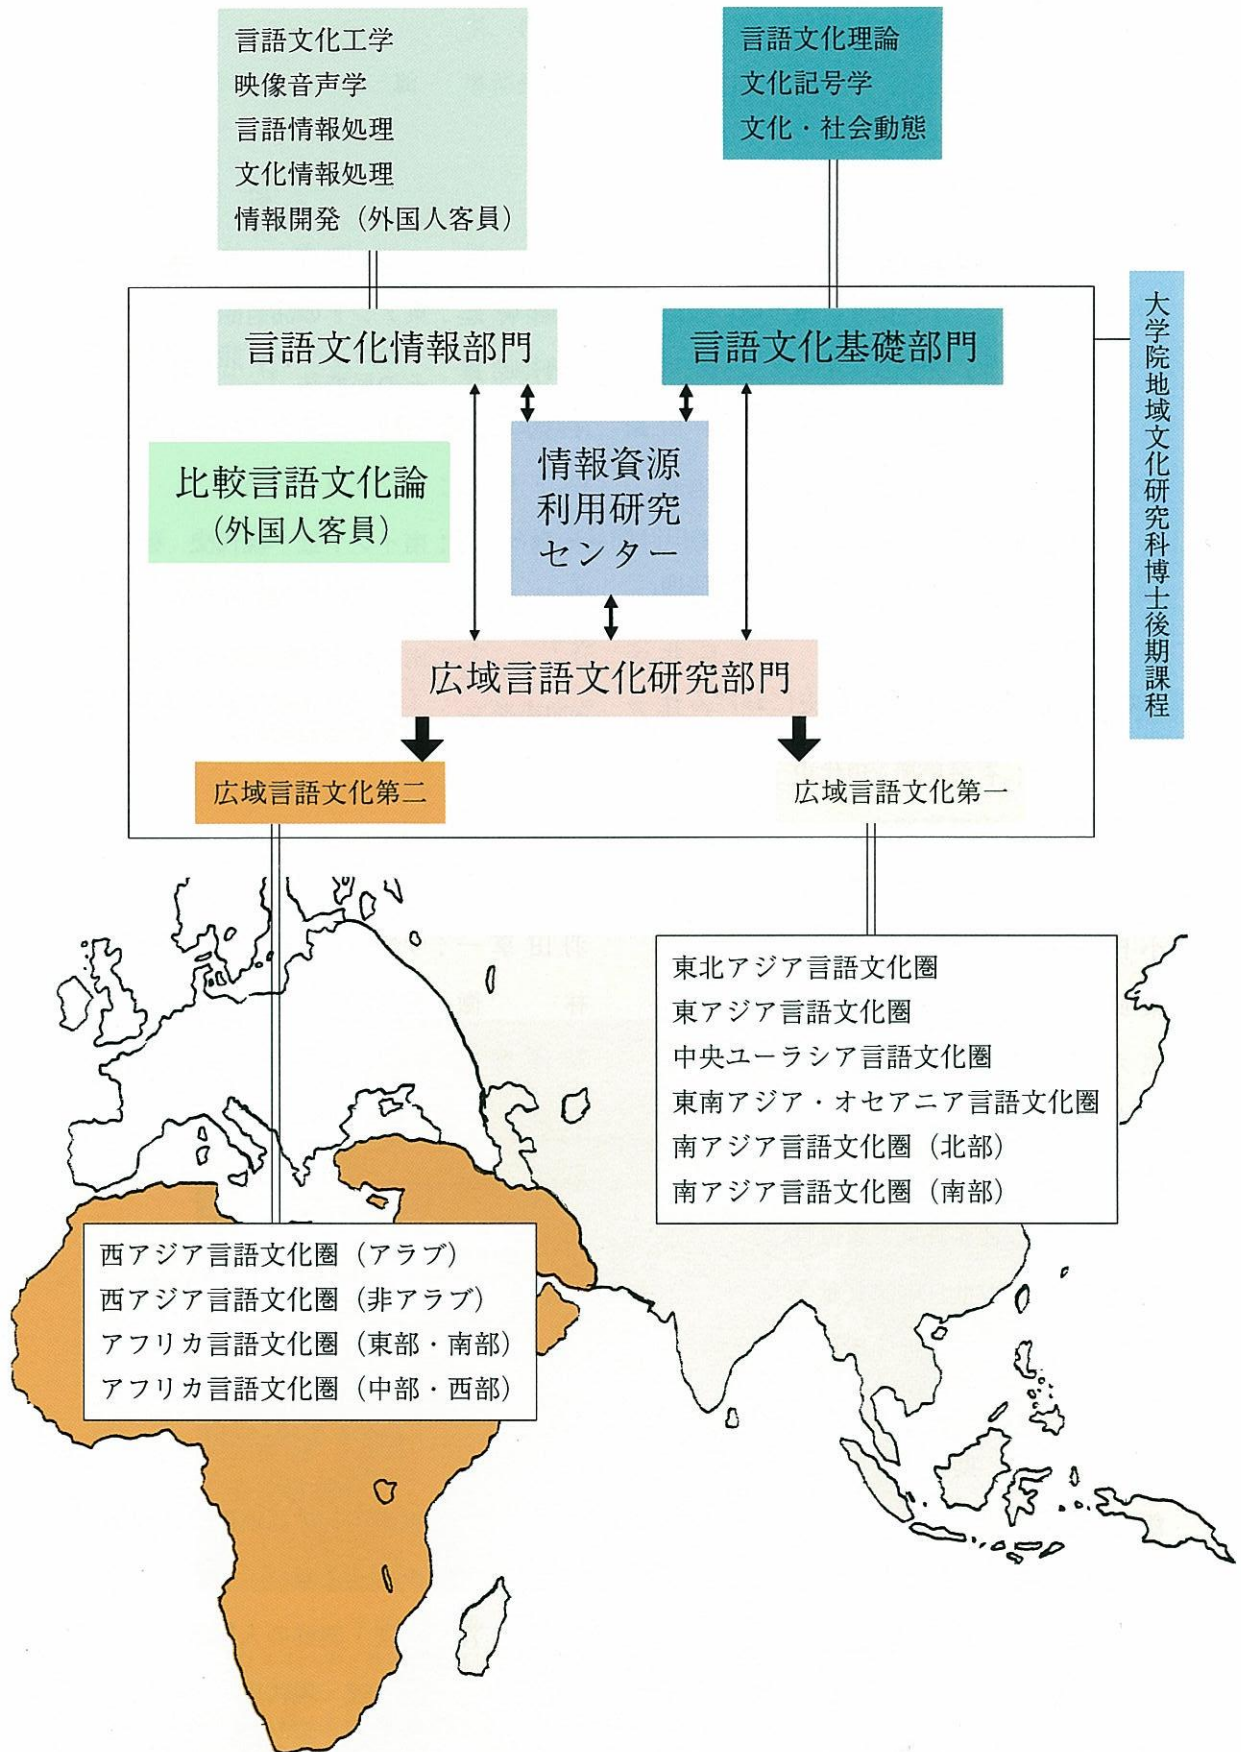 言語文化工学
映像音声学
言語情報処理
文化情報処理
情報開発（外国人客員）
言語文化理論
文化記号学
文化・社会動態
言語文化情報部門
言語文化基礎部門
大学院地域文化研究科博士後期課程
比較言語文化論
（外国人客員）
情報資源
利用研究
センター
広域言語文化研究部門
広域言語文化第二
広域言語文化第一
東北アジア言語文化圏
東アジア言語文化圏
中央ユーラシア言語文化圏
東南アジア・オセアニア言語文化圏
南アジア言語文化圏（北部）
南アジア言語文化圏（南部）
西アジア言語文化圏（アラブ）
西アジア言語文化圏（非アラブ）
アフリカ言語文化圏（東部・南部）
アフリカ言語文化圏（中部・西部）